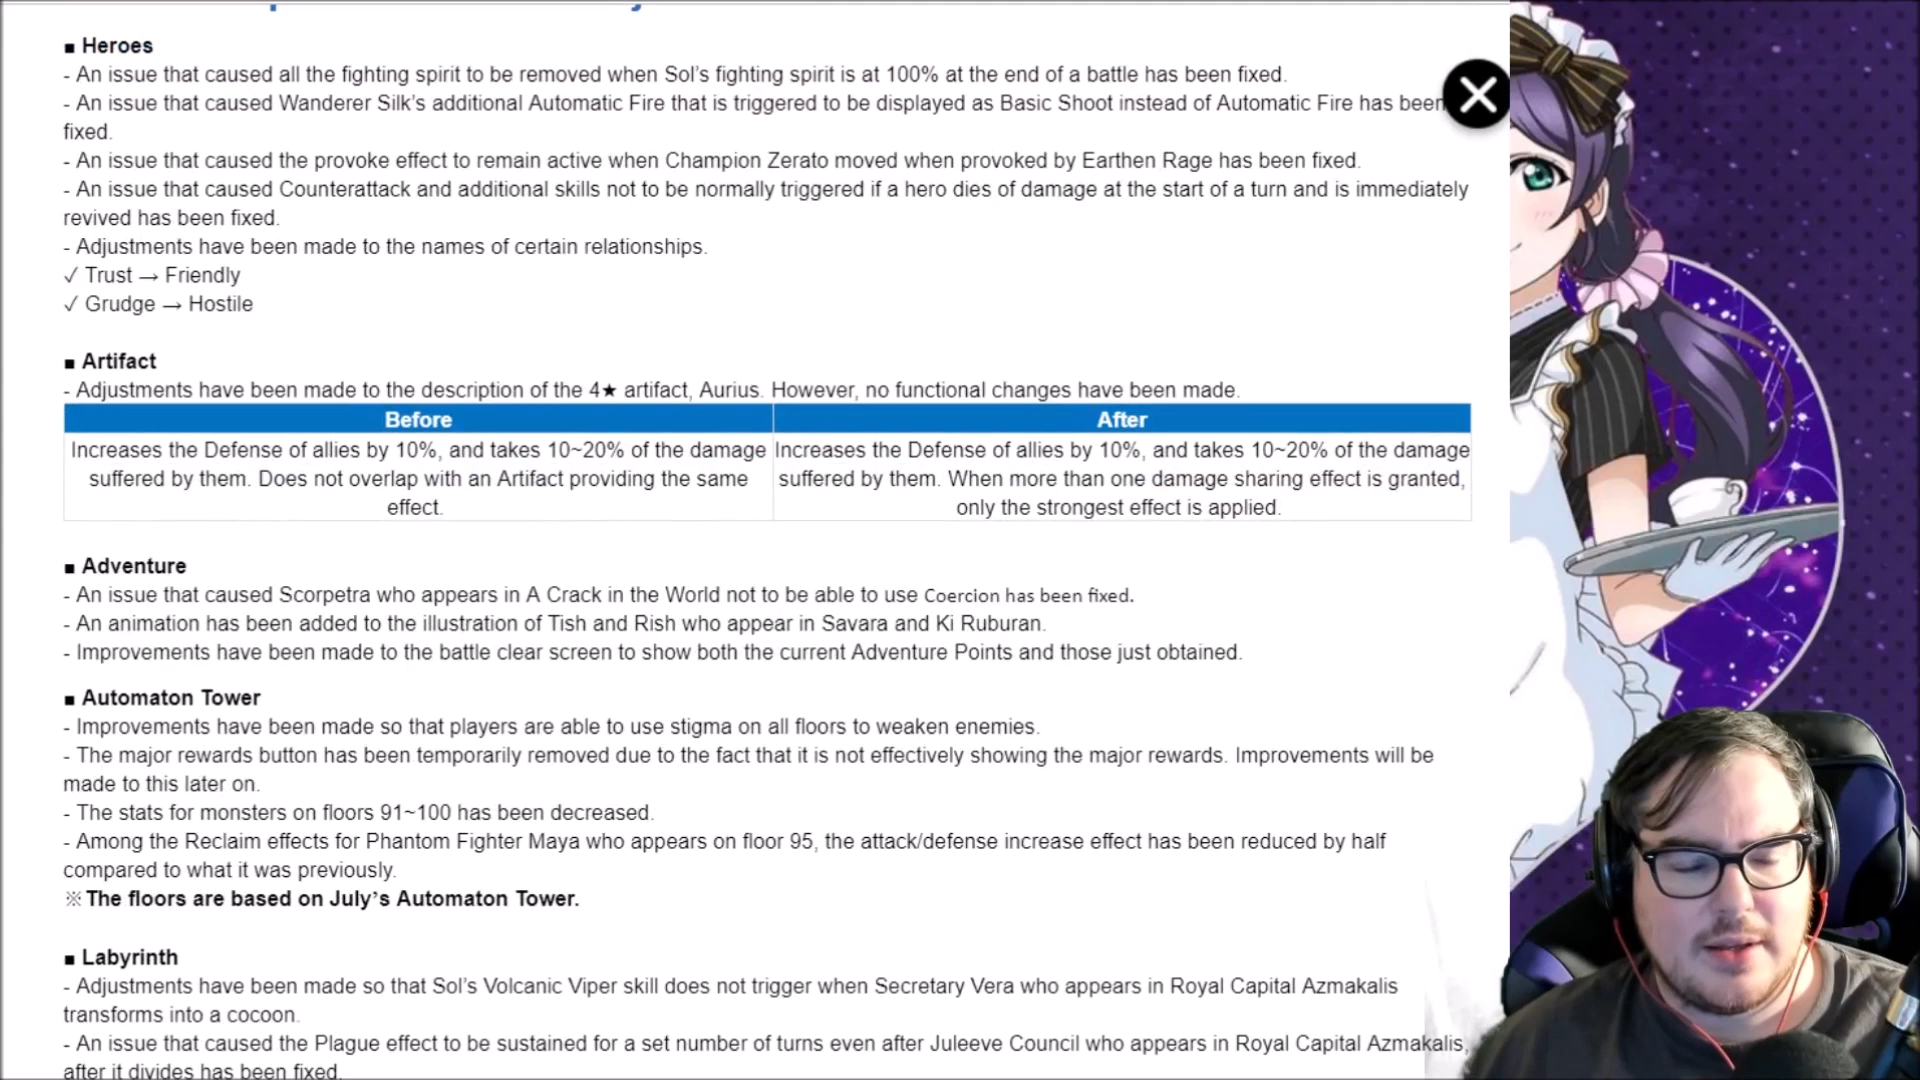 ■ Heroes
- An issue that caused all the fighting spirit to be removed when Sol's fighting spirit is at 100% at the end of a battle has been fixed.
- An issue that caused Wanderer Silk's additional Automatic Fire that is triggered to be displayed as Basic Shoot instead of Automatic Fire has been
fixed.
- An issue that caused the provoke effect to remain active when Champion Zerato moved when provoked by Earthen Rage has been fixed.
- An issue that caused Counterattack and additional skills not to be normally triggered if a hero dies of damage at the start of a turn and is immediately
revived has been fixed.
- Adjustments have been made to the names of certain relationships.
✓ Trust → Friendly
✓ Grudge → Hostile
■ Artifact
- Adjustments have been made to the description of the 4★ artifact, Aurius. However, no functional changes have been made.
Before
Increases the Defense of allies by 10%, and takes 10~20% of the damage
suffered by them. Does not overlap with an Artifact providing the same
effect.
After
Increases the Defense of allies by 10%, and takes 10~20% of the damage
suffered by them. When more than one damage sharing effect is granted,
only the strongest effect is applied.
■ Adventure
- An issue that caused Scorpetra who appears in A Crack in the World not to be able to use Coercion has been fixed.
- An animation has been added to the illustration of Tish and Rish who appear in Savara and Ki Ruburan.
- Improvements have been made to the battle clear screen to show both the current Adventure Points and those just obtained.
■ Automaton Tower
- Improvements have been made so that players are able to use stigma on all floors to weaken enemies.
- The major rewards button has been temporarily removed due to the fact that it is not effectively showing the major rewards. Improvements will be
made to this later on.
- The stats for monsters on floors 91~100 has been decreased.
- Among the Reclaim effects for Phantom Fighter Maya who appears on floor 95, the attack/defense increase effect has been reduced by half
compared to what it was previously.
※ The floors are based on July's Automaton Tower.
■ Labyrinth
- Adjustments have been made so that Sol's Volcanic Viper skill does not trigger when Secretary Vera who appears in Royal Capital Azmakalis
transforms into a cocoon.
- An issue that caused the Plague effect to be sustained for a set number of turns even after Juleeve Council who appears in Royal Capital Azmakalis,
after it divides has been fixed.